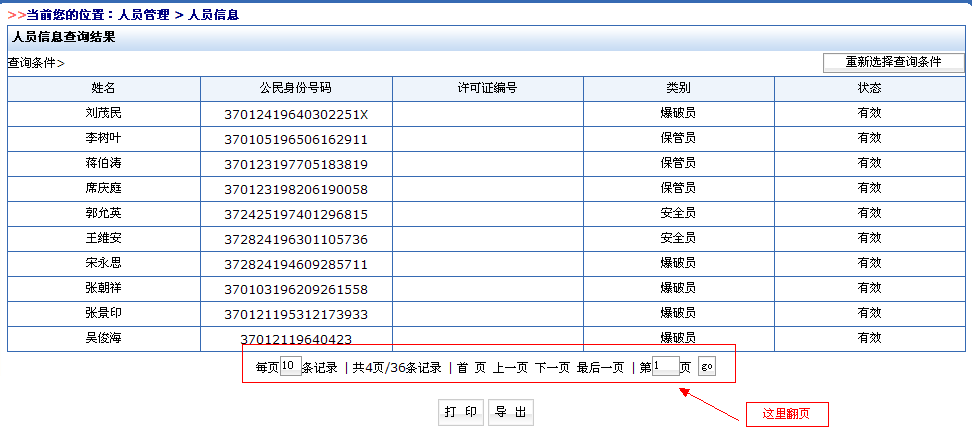 >>当前您的位置：人员管理 > 人员信息
人员信息查询结果
查询条件>
重新选择查询条件
姓名 公民身份号码 许可证编号 类别 状态
刘茂民 37012419640302251X 爆破员 有效
李树叶 370105196506162911 保管员 有效
蒋伯涛 370123197705183819 保管员 有效
席庆庭 370123198206190058 保管员 有效
郭允英 372425197401296815 安全员 有效
王维安 372824196301105736 安全员 有效
宋永思 372824194609285711 爆破员 有效
张朝祥 370103196209261558 爆破员 有效
张景印 370121195312173933 爆破员 有效
吴俊海 37012119640423 爆破员 有效
每页10条记录 | 共4页/36条记录 | 首 页 上一页 下一页 最后一页 | 第1页 go
打 印 导 出
这里翻页